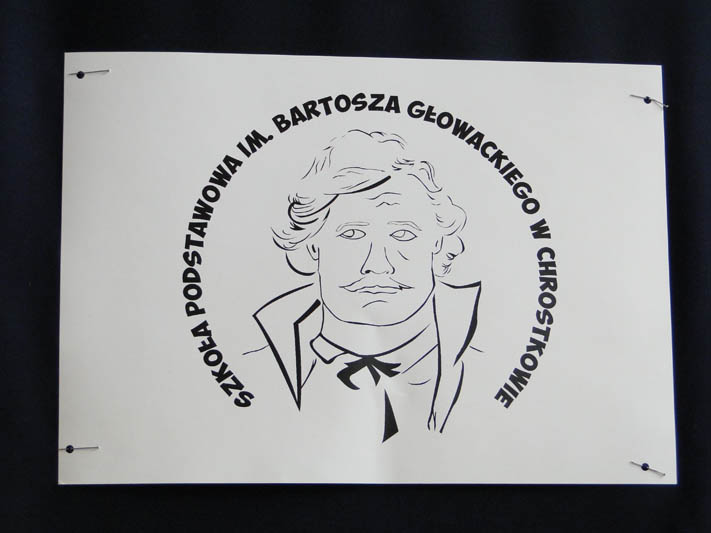 SZKOŁA PODSTAWOWA IM. BARTOSZA GŁOWACKIEGO W CHROSTKOWIE